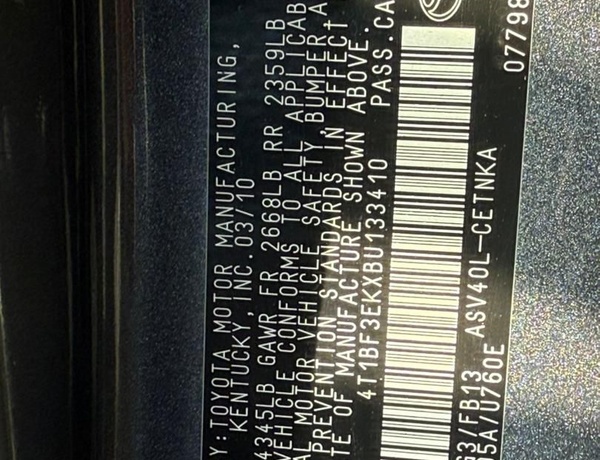 Y:TOYOTA MOTOR MANUFACTURING,
KENTUCKY, INC. 03/10
4345LB GAWR FR 2668LB RR 2359LB
VEHICLE CONFORMS TO ALL APPLICAB
AL MOTOR VEHICLE SAFETY, BUMPER A
PREVENTION STANDARDS IN EFFECT
TE OF MANUFACTURE SHOWN ABOVE.
4T1BF3EKXBU133410 PASS.CA
G3/FB13 ASV40L-CETNKA
05A/U760E 07798